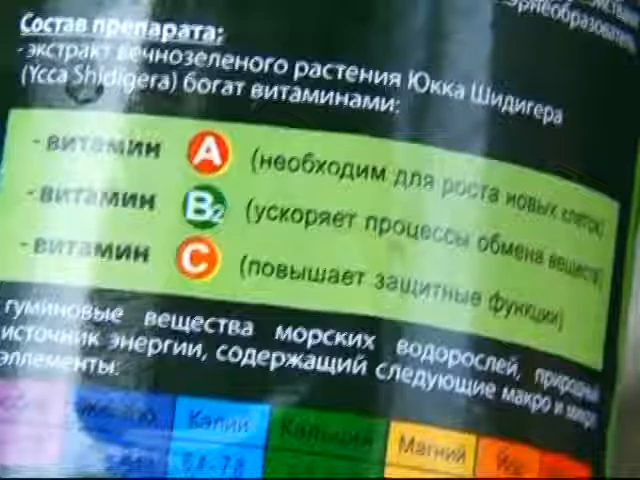 Состав препарата:
- экстракт вечнозеленого растения Юкка Шидигера
(Ycca Shidigera) богат витаминами:
- витамин A (необходим для роста новых клеток)
- витамин B2 (ускоряет процессы обмена веществ)
- витамин C (повышает защитные функции)
гуминовые вещества морских водорослей, природный
источник энергии, содержащий следующие макро и микро
эллементы:
Калий Кальций Магний Йод